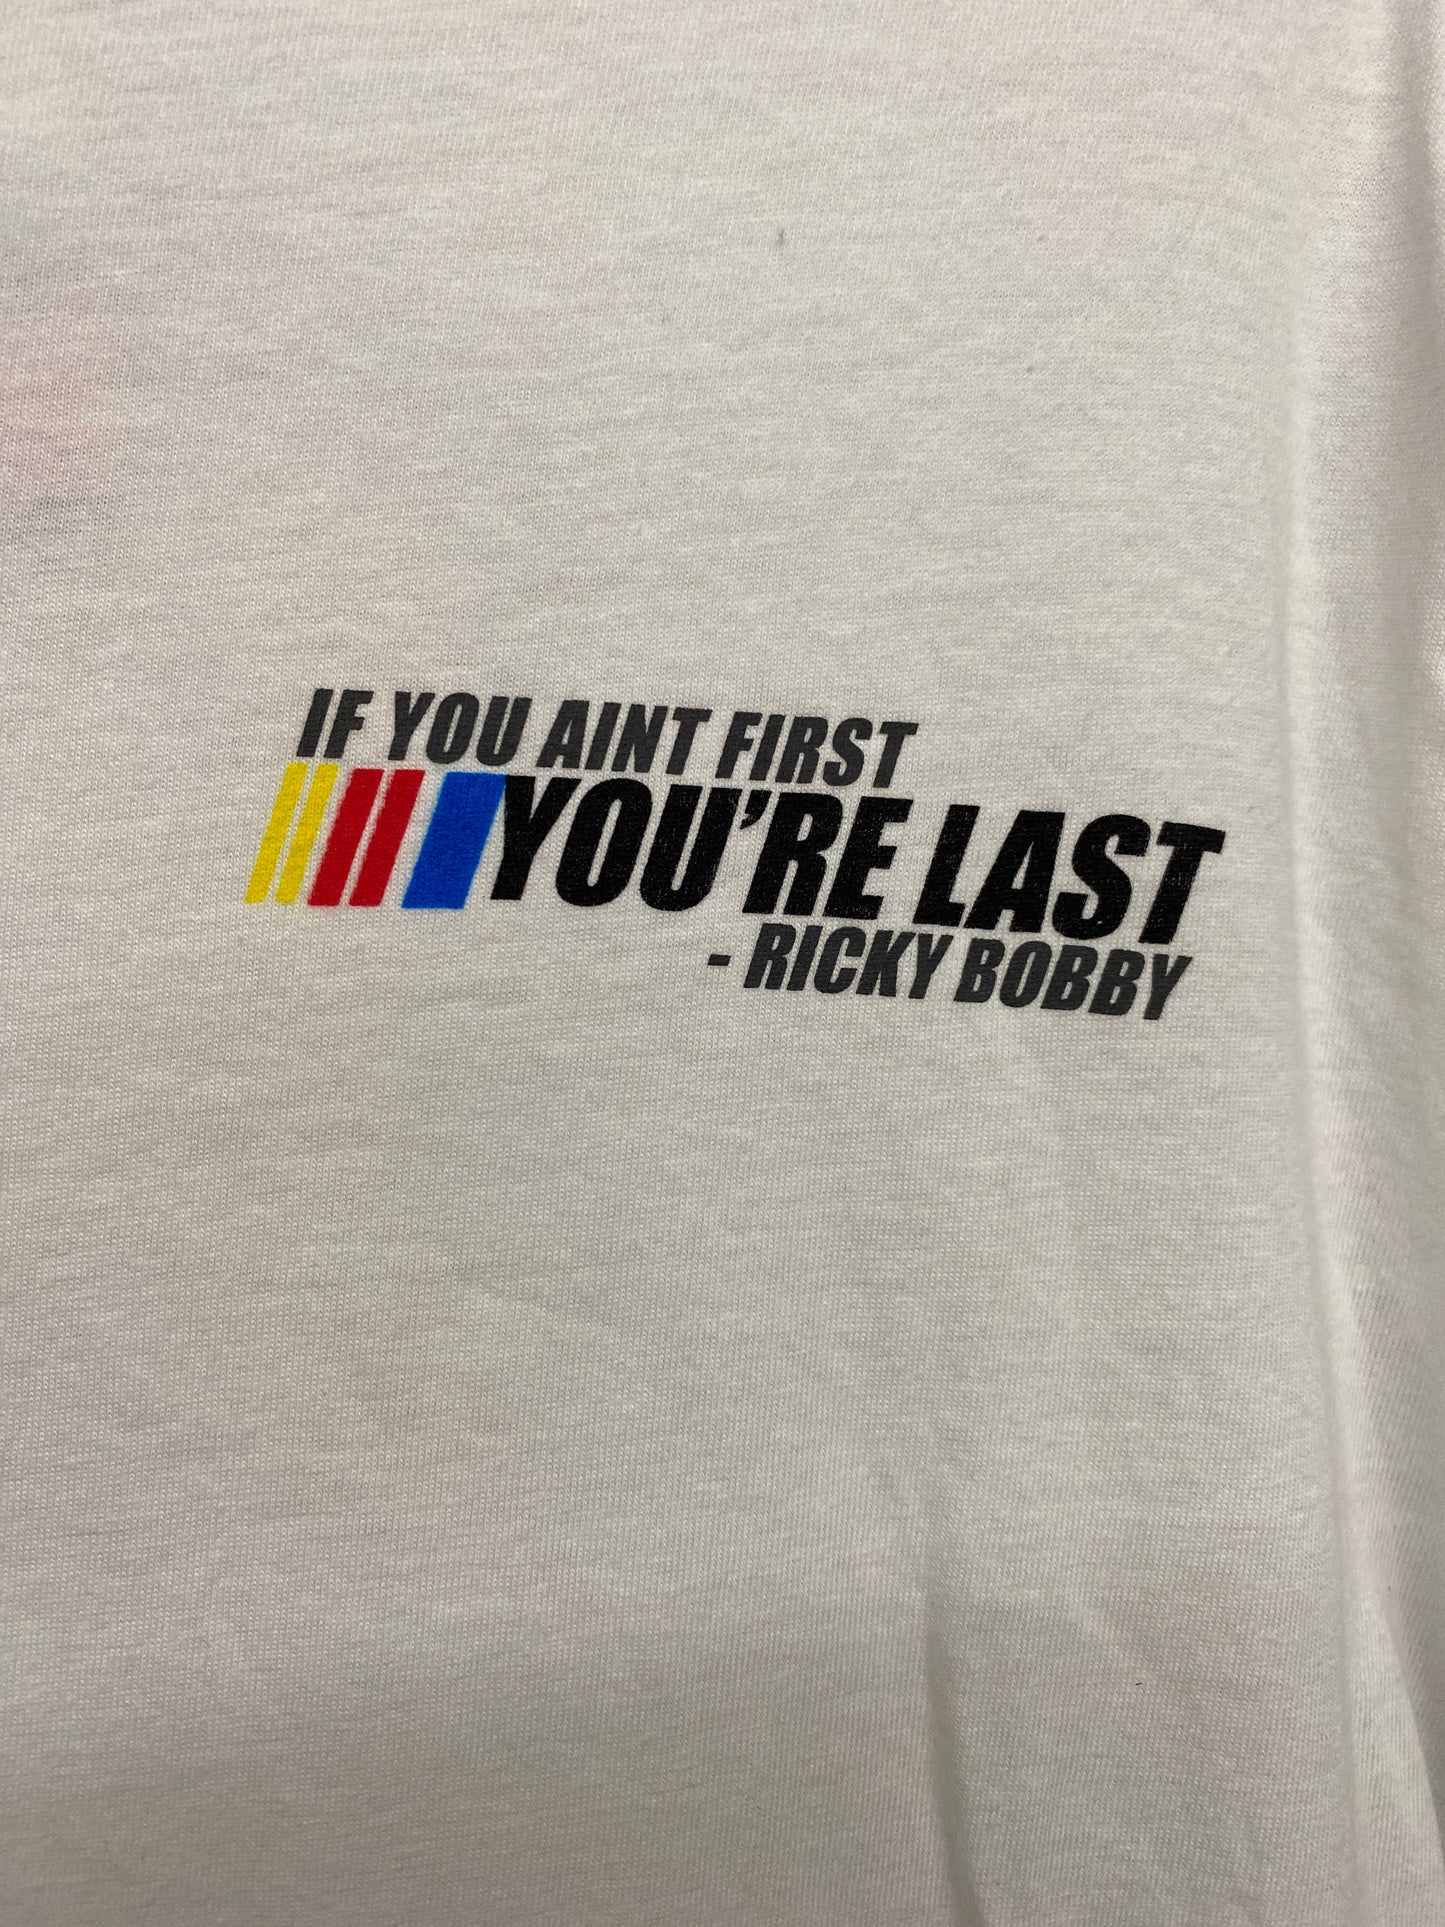 IF YOU AINT FIRST
YOU'RE LAST
- RICKY BOBBY